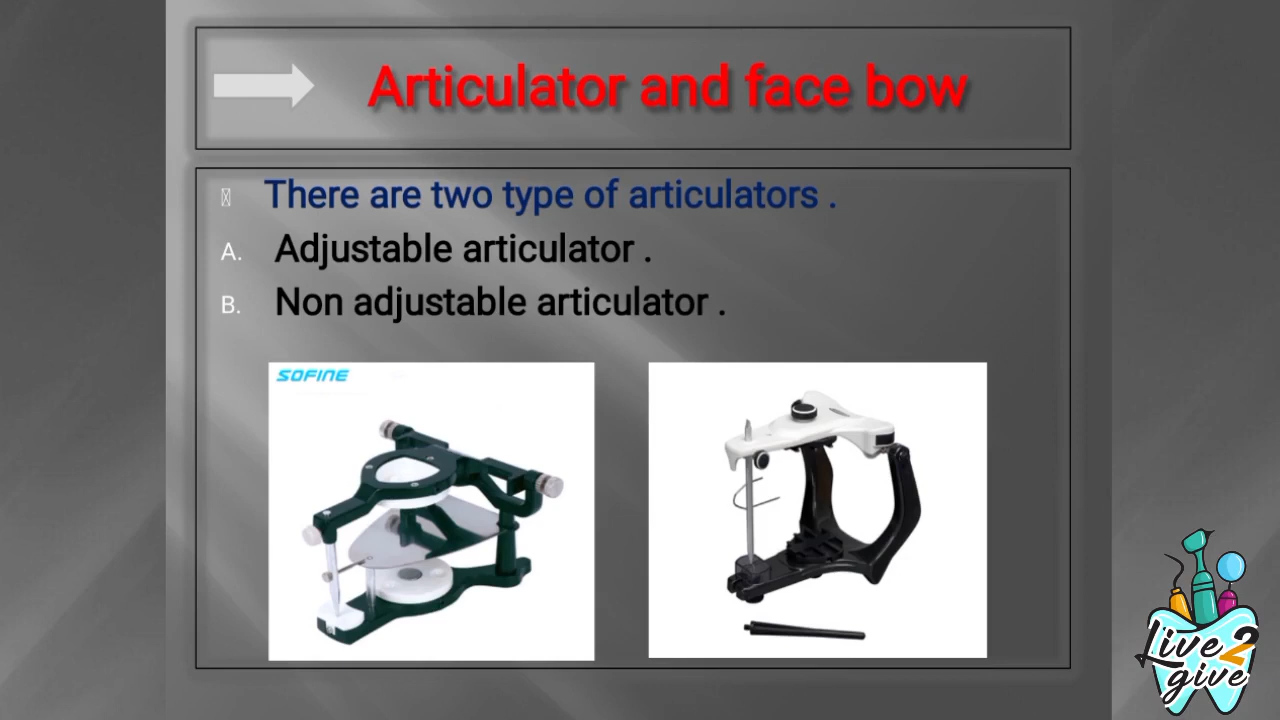 Articulator and face bow
There are two type of articulators .
A. Adjustable articulator .
B. Non adjustable articulator .
SOFINE
Live 2
give